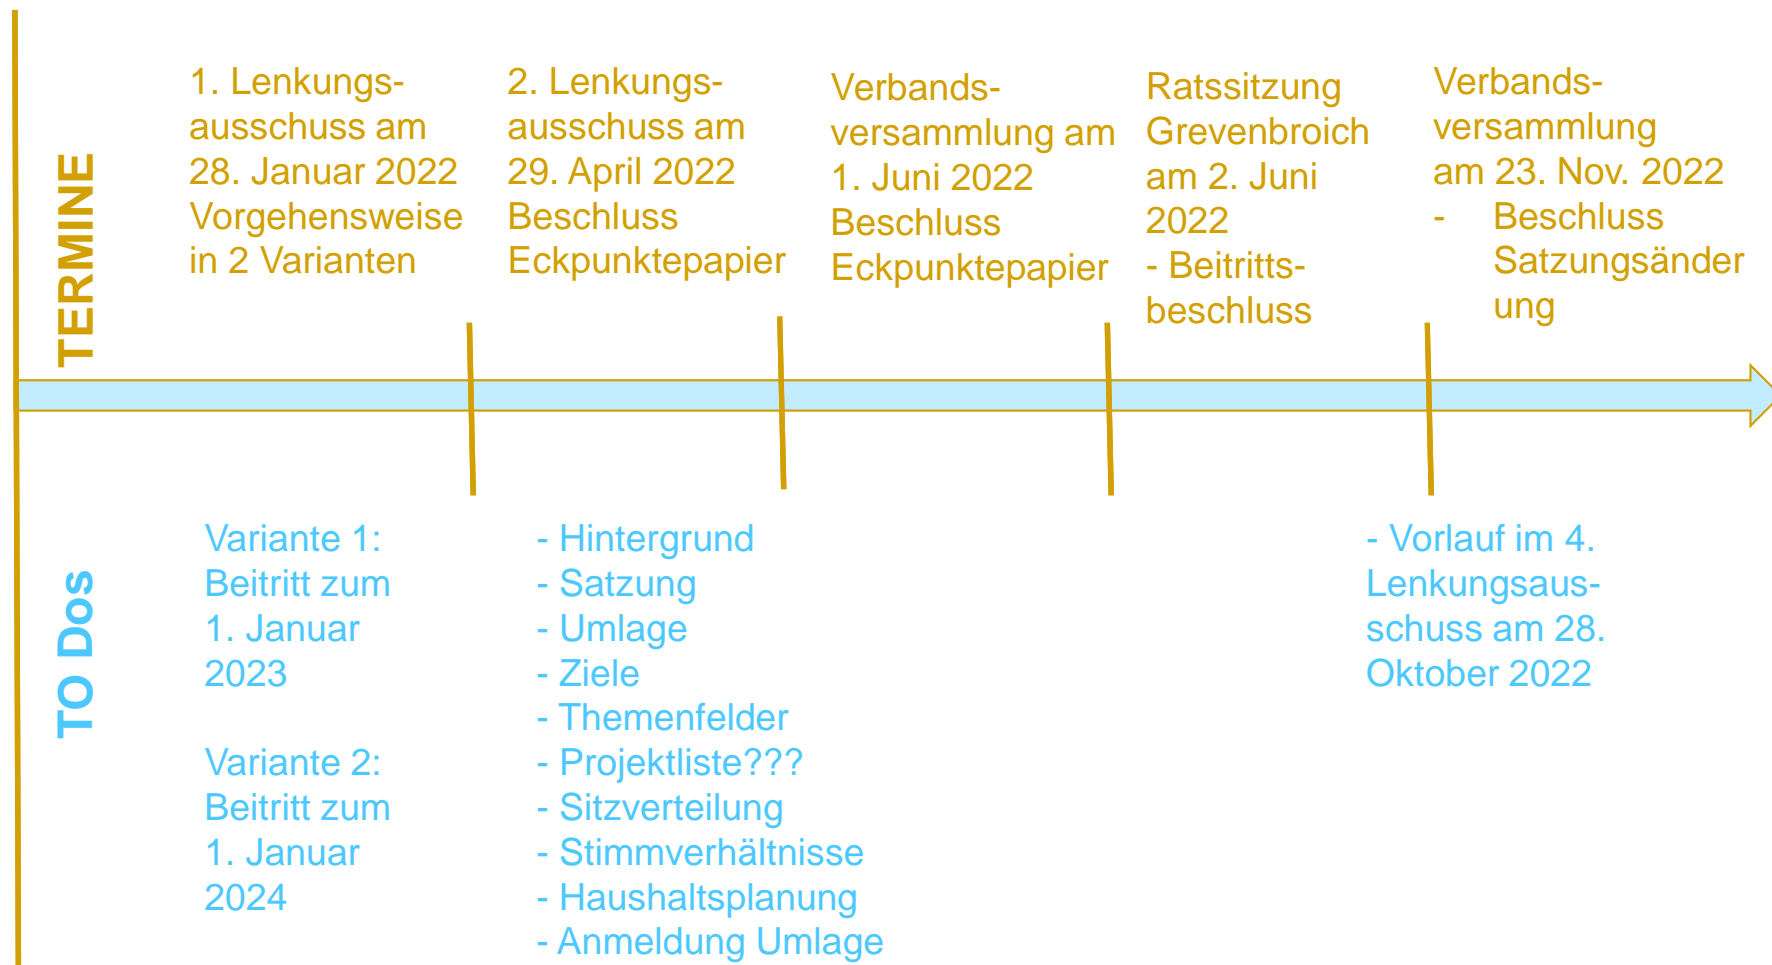 TERMINE
1. Lenkungs-
ausschuss am
28. Januar 2022
Vorgehensweise
in 2 Varianten
2. Lenkungs-
ausschuss am
29. April 2022
Beschluss
Eckpunktepapier
Verbands-
versammlung am
1. Juni 2022
Beschluss
Eckpunktepapier
Ratssitzung
Grevenbroich
am 2. Juni
2022
- Beitritts-
beschluss
Verbands-
versammlung
am 23. Nov. 2022
- Beschluss
Satzungsänder
ung
TO Dos
Variante 1:
Beitritt zum
1. Januar
2023
Variante 2:
Beitritt zum
1. Januar
2024
- Hintergrund
- Satzung
- Umlage
- Ziele
- Themenfelder
- Projektliste???
- Sitzverteilung
- Stimmverhältnisse
- Haushaltsplanung
- Anmeldung Umlage
- Vorlauf im 4.
Lenkungsaus-
schuss am 28.
Oktober 2022